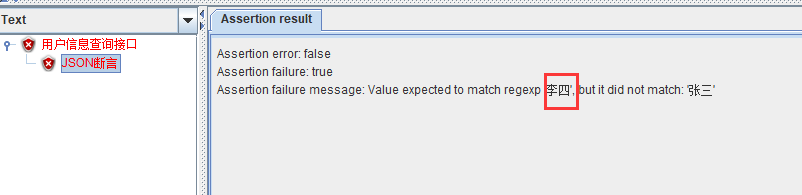 Text
Assertion result
用户信息查询接口
JSON断言
Assertion error: false
Assertion failure: true
Assertion failure message: Value expected to match regexp '李四', but it did not match: '张三'